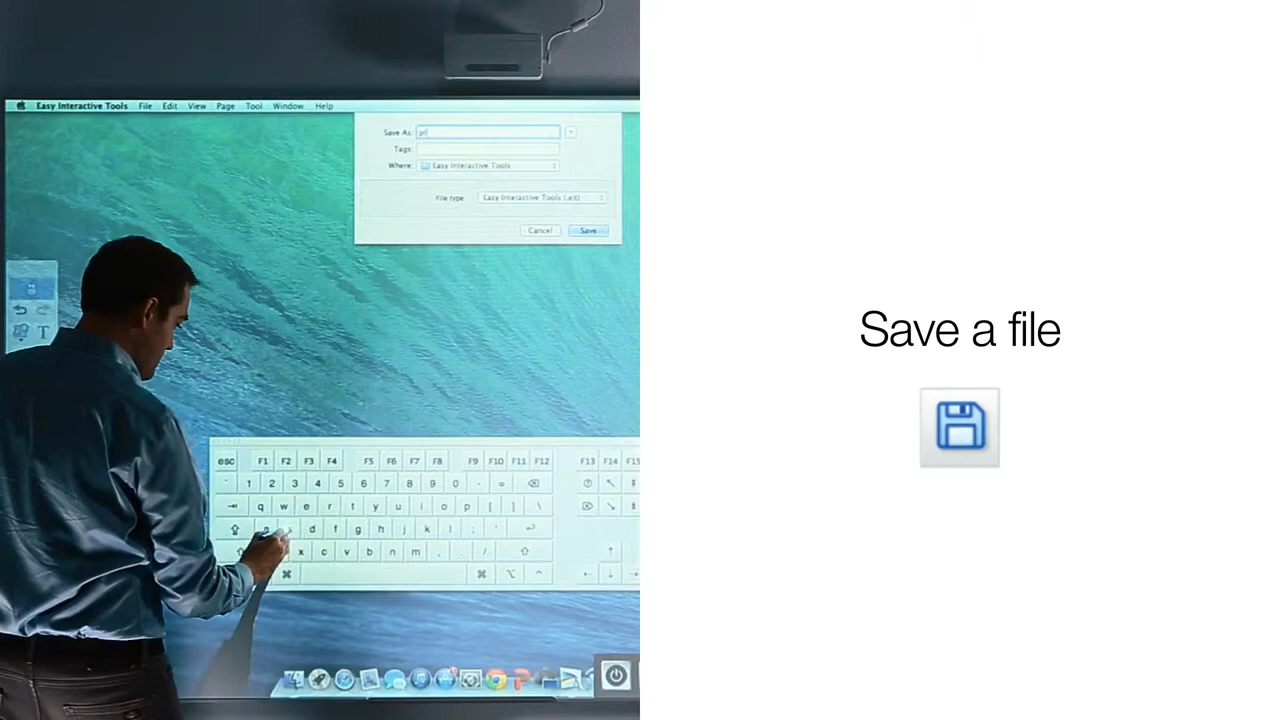 Easy Interactive Tools File Edit View Page Tool Window Help
Save As: pl
Tags:
Where: Easy Interactive Tools
File type Easy Interactive Tools (.eit)
Cancel Save
T
Save a file
esc F1 F2 F3 F4 F5 F6 F7 F8 F9 F10 F11 F12 F13 F14 F15
` 1 2 3 4 5 6 7 8 9 0 - =
q w e r t y u i o p [ ] \
a s d f g h j k l ; '
x c v b n m , . /